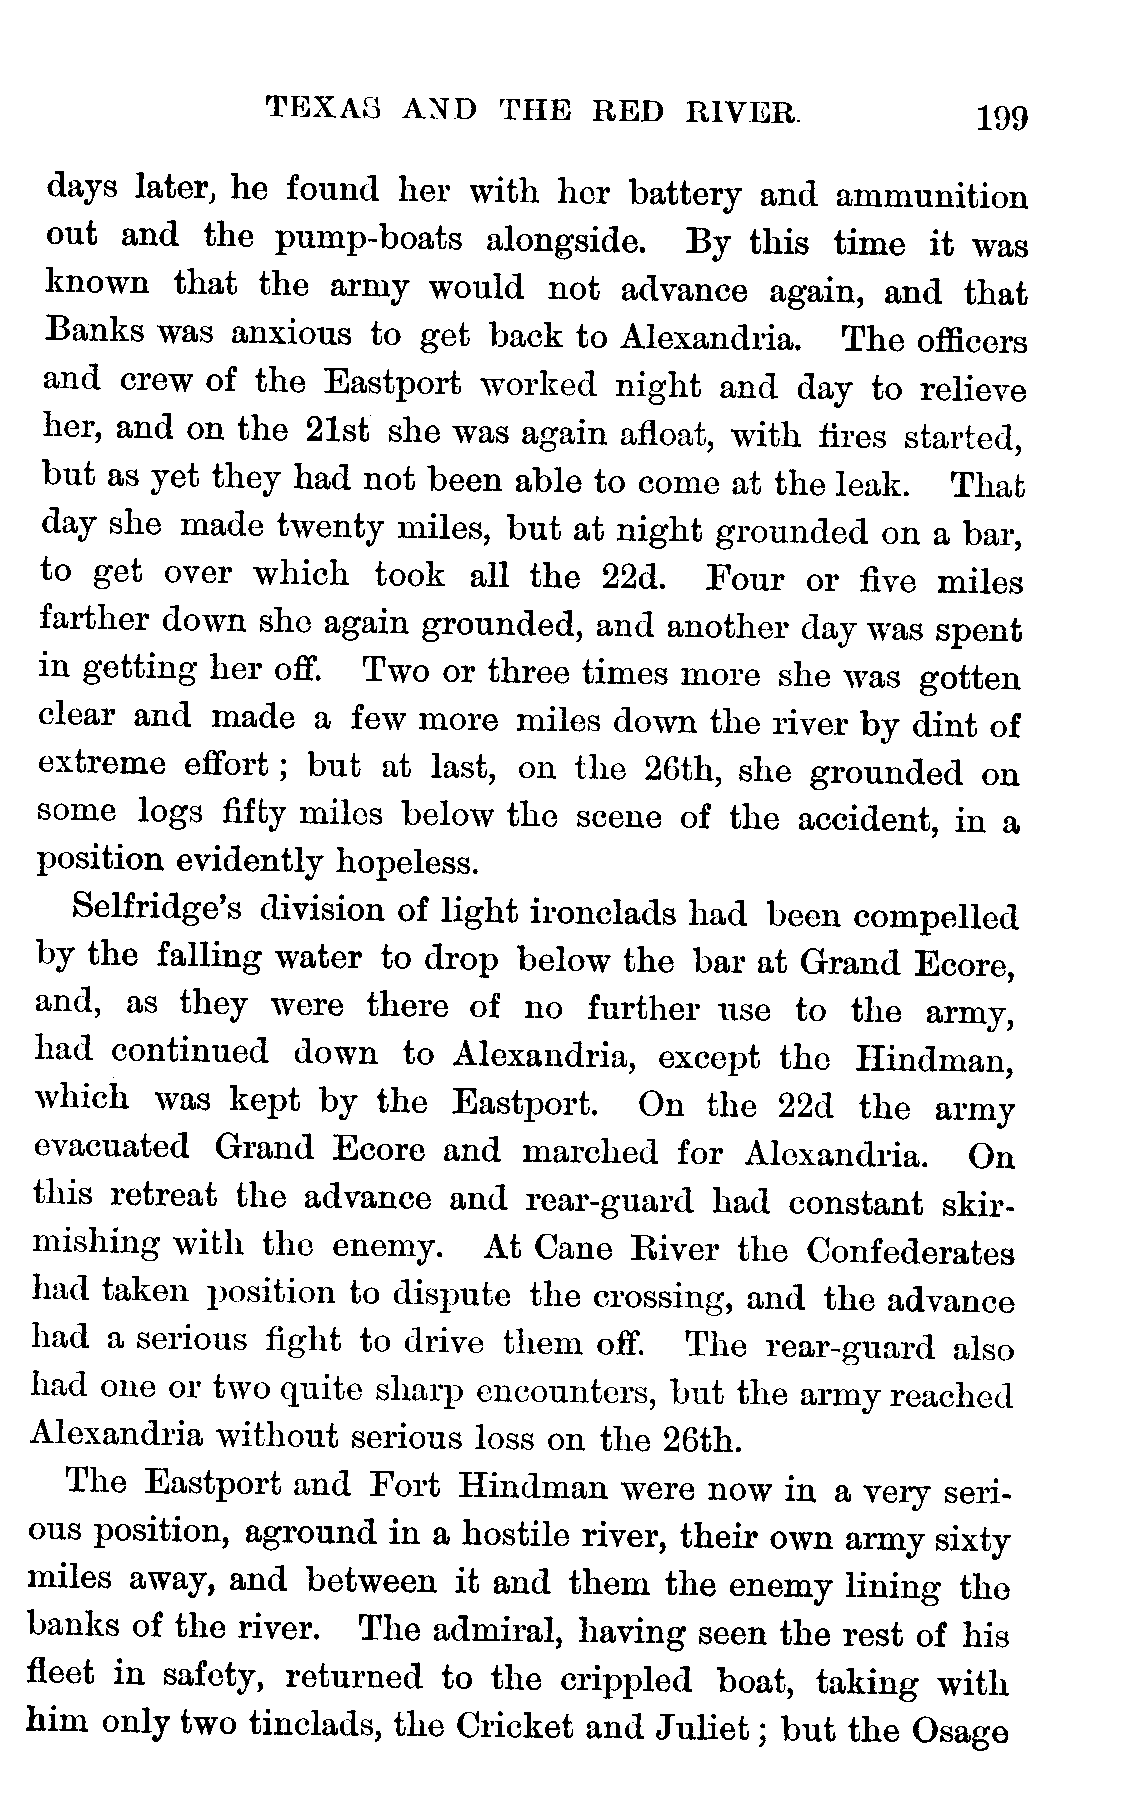 TEXAS AND THE RED RIVER. 199
days later, he found her with her battery and ammunition
out and the pump-boats alongside. By this time it was
known that the army would not advance again, and that
Banks was anxious to get back to Alexandria. The officers
and crew of the Eastport worked night and day to relieve
her, and on the 21st she was again afloat, with fires started,
but as yet they had not been able to come at the leak. That
day she made twenty miles, but at night grounded on a bar,
to get over which took all the 22d. Four or five miles
farther down she again grounded, and another day was spent
in getting her off. Two or three times more she was gotten
clear and made a few more miles down the river by dint of
extreme effort; but at last, on the 26th, she grounded on
some logs fifty miles below the scene of the accident, in a
position evidently hopeless.
Selfridge's division of light ironclads had been compelled
by the falling water to drop below the bar at Grand Ecore,
and, as they were there of no further use to the army,
had continued down to Alexandria, except the Hindman,
which was kept by the Eastport. On the 22d the army
evacuated Grand Ecore and marched for Alexandria. On
this retreat the advance and rear-guard had constant skir-
mishing with the enemy. At Cane River the Confederates
had taken position to dispute the crossing, and the advance
had a serious fight to drive them off. The rear-guard also
had one or two quite sharp encounters, but the army reached
Alexandria without serious loss on the 26th.
The Eastport and Fort Hindman were now in a very seri-
ous position, aground in a hostile river, their own army sixty
miles away, and between it and them the enemy lining the
banks of the river. The admiral, having seen the rest of his
fleet in safety, returned to the crippled boat, taking with
him only two tinclads, the Cricket and Juliet; but the Osage